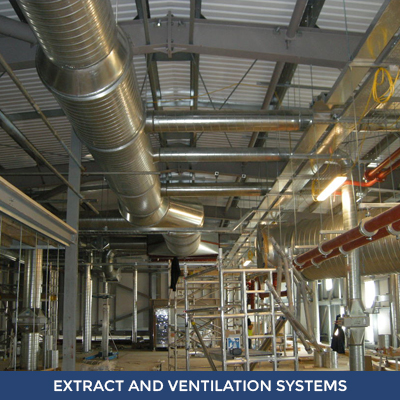 EXTRACT AND VENTILATION SYSTEMS